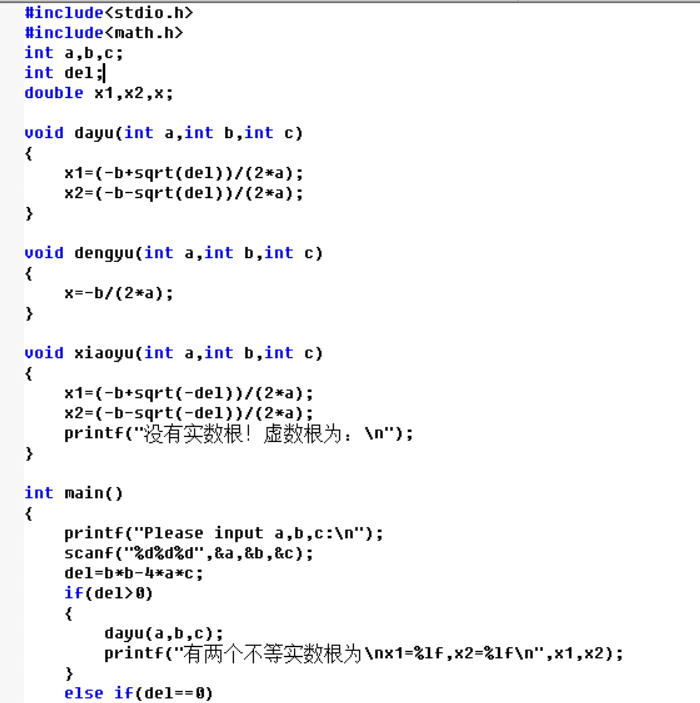 #include<stdio.h>
#include<math.h>
int a,b,c;
int del;
double x1,x2,x;
void dayu(int a,int b,int c)
{
x1=(-b+sqrt(del))/(2*a);
x2=(-b-sqrt(del))/(2*a);
}
void dengyu(int a,int b,int c)
{
x=-b/(2*a);
}
void xiaoyu(int a,int b,int c)
{
x1=(-b+sqrt(-del))/(2*a);
x2=(-b-sqrt(-del))/(2*a);
printf("没有实数根！虚数根为：\n");
}
int main()
{
printf("Please input a,b,c:\n");
scanf("%d%d%d",&a,&b,&c);
del=b*b-4*a*c;
if(del>0)
{
dayu(a,b,c);
printf("有两个不等实数根为\nx1=%lf,x2=%lf\n",x1,x2);
}
else if(del==0)